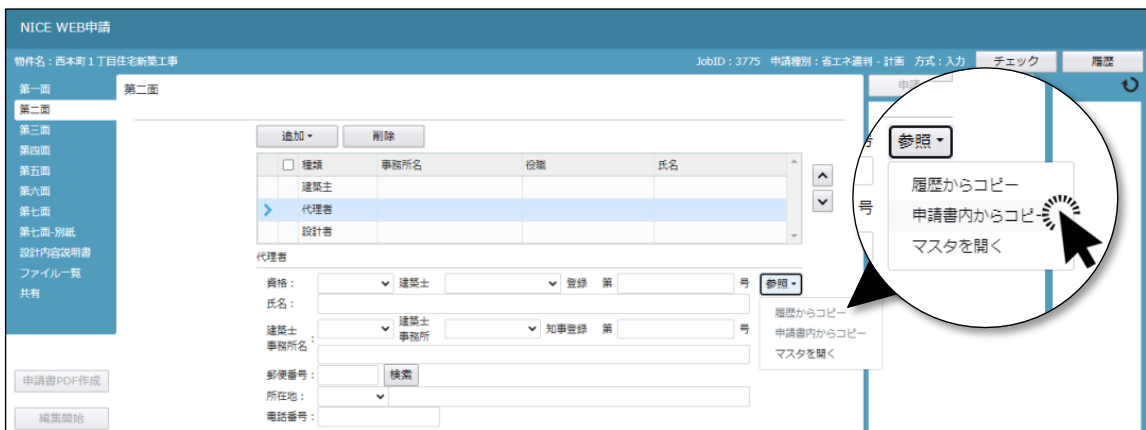 NICE WEB申請
物件名：西本町１丁目住宅新築工事 JobID：3775 申請種別：省エネ適判 - 計画 方式：入力 チェック 履歴
第一面
第二面
第三面
第四面
第五面
第六面
第七面
第七面-別紙
設計内容説明書
ファイル一覧
共有
申請書PDF作成
編集開始
第二面
追加 削除
種類 事務所名 役職 氏名
建築主
代理者
設計者
代理者
資格： 建築士 登録 第 号 参照
氏名：
建築士事務所名： 建築士事務所 知事登録 第 号
郵便番号： 検索
所在地：
電話番号：
履歴からコピー
申請書内からコピー
マスタを開く
申請
号 参照
履歴からコピー
号 申請書内からコピー
マスタを開く